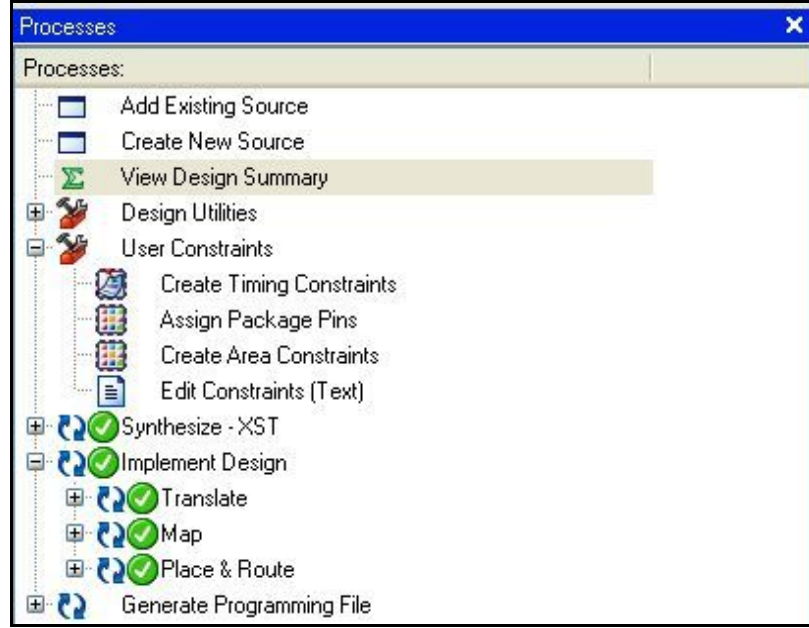 Processes
Processes:
Add Existing Source
Create New Source
View Design Summary
Design Utilities
User Constraints
Create Timing Constraints
Assign Package Pins
Create Area Constraints
Edit Constraints (Text)
Synthesize - XST
Implement Design
Translate
Map
Place & Route
Generate Programming File